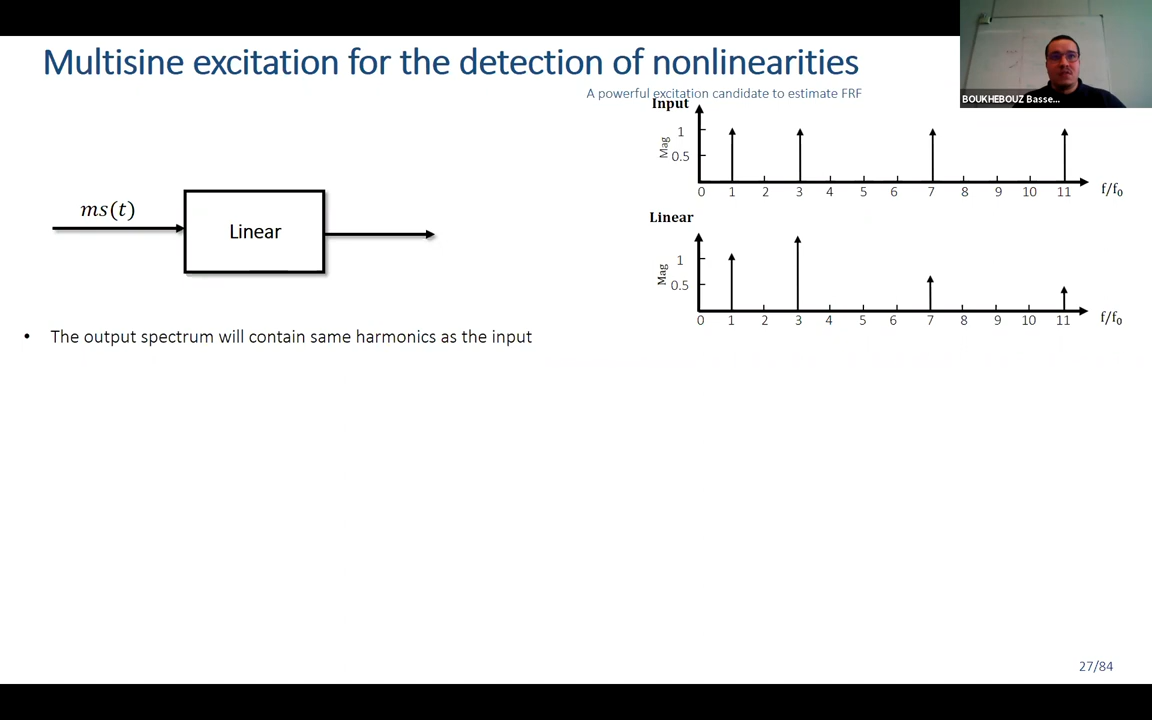 Multisine excitation for the detection of nonlinearities
A powerful excitation candidate to estimate FRF
BOUKHEBOUZ Basse...
Input
Mag
1
0.5
0 1 2 3 4 5 6 7 8 9 10 11 f/f₀
ms(t)
Linear
Linear
Mag
1
0.5
0 1 2 3 4 5 6 7 8 9 10 11 f/f₀
• The output spectrum will contain same harmonics as the input
27/84